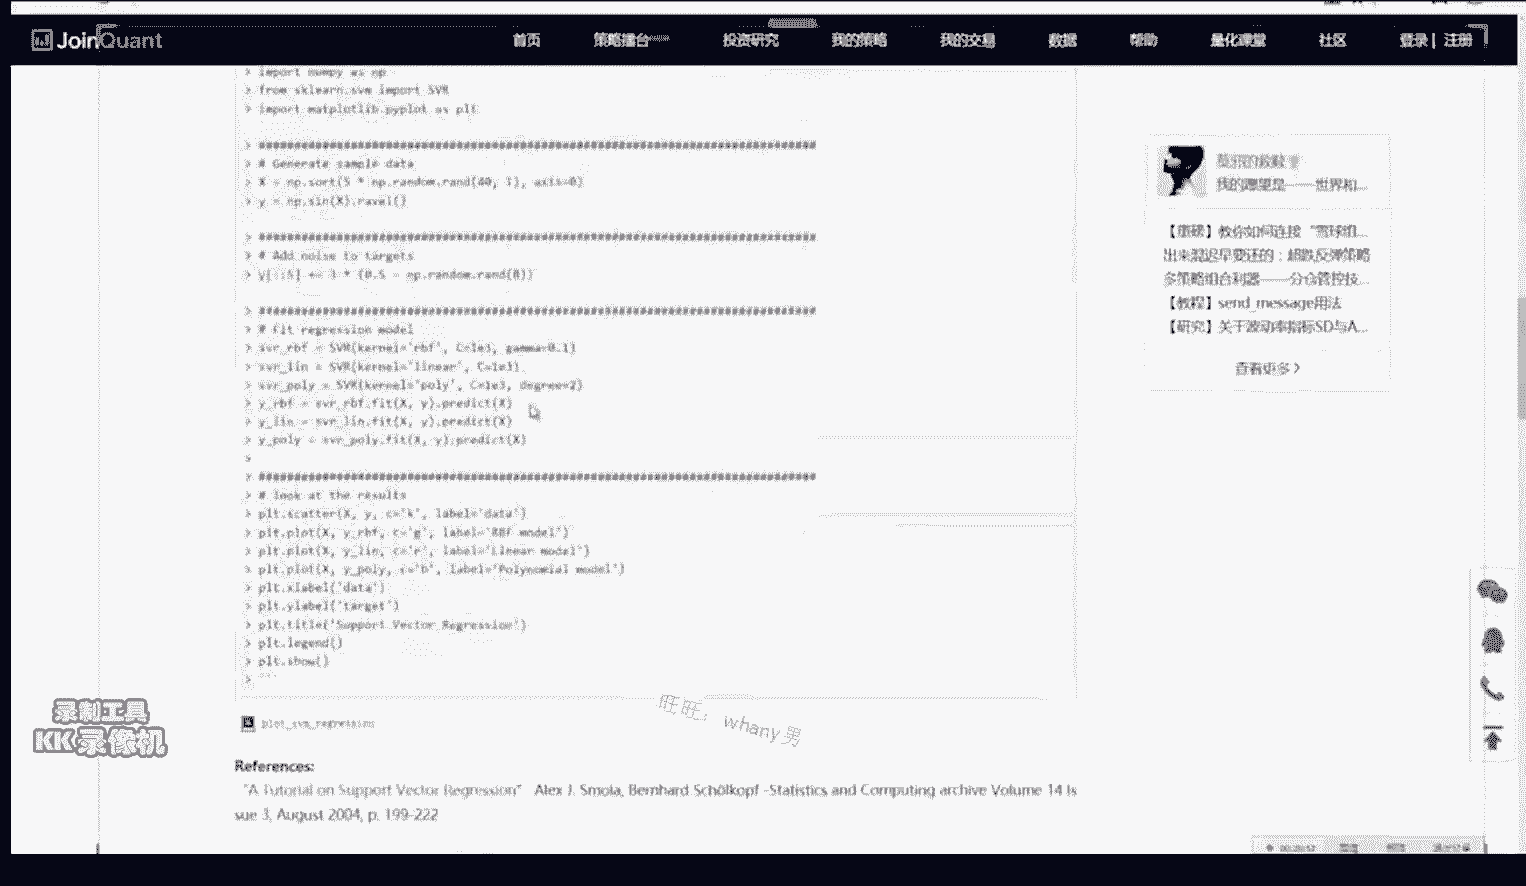 JoinQuant
首页 策略擂台 投资研究 我的策略 我的交易 数据 帮助 量化课堂 社区 登录 | 注册
> import numpy as np
> from sklearn.svm import SVR
> import matplotlib.pyplot as plt
> ###############################################################################
> # Generate sample data
> X = np.sort(5 * np.random.rand(40, 1), axis=0)
> y = np.sin(X).ravel()
> ###############################################################################
> # Add noise to targets
> y[::5] += 3 * (0.5 - np.random.rand(8))
> ###############################################################################
> # Fit regression model
> svr_rbf = SVR(kernel='rbf', C=1e3, gamma=0.1)
> svr_lin = SVR(kernel='linear', C=1e3)
> svr_poly = SVR(kernel='poly', C=1e3, degree=2)
> y_rbf = svr_rbf.fit(X, y).predict(X)
> y_lin = svr_lin.fit(X, y).predict(X)
> y_poly = svr_poly.fit(X, y).predict(X)
>
> ###############################################################################
> # look at the results
> plt.scatter(X, y, c='k', label='data')
> plt.plot(X, y_rbf, c='g', label='RBF model')
> plt.plot(X, y_lin, c='r', label='Linear model')
> plt.plot(X, y_poly, c='b', label='Polynomial model')
> plt.xlabel('data')
> plt.ylabel('target')
> plt.title('Support Vector Regression')
> plt.legend()
> plt.show()
> ```
plot_svm_regression
References:
"A Tutorial on Support Vector Regression" Alex J. Smola, Bernhard Schölkopf -Statistics and Computing archive Volume 14 Is
sue 3, August 2004, p. 199-222
我的愿望是——世界和...
【重磅】教你如何连接“雪球组...
出来混迟早要还的：超跌反弹策略
多策略组合利器——分仓管控技...
【教程】send_message用法
【研究】关于波动率指标SD与A...
查看更多 >
录制工具
KK录像机
旺旺：whany男